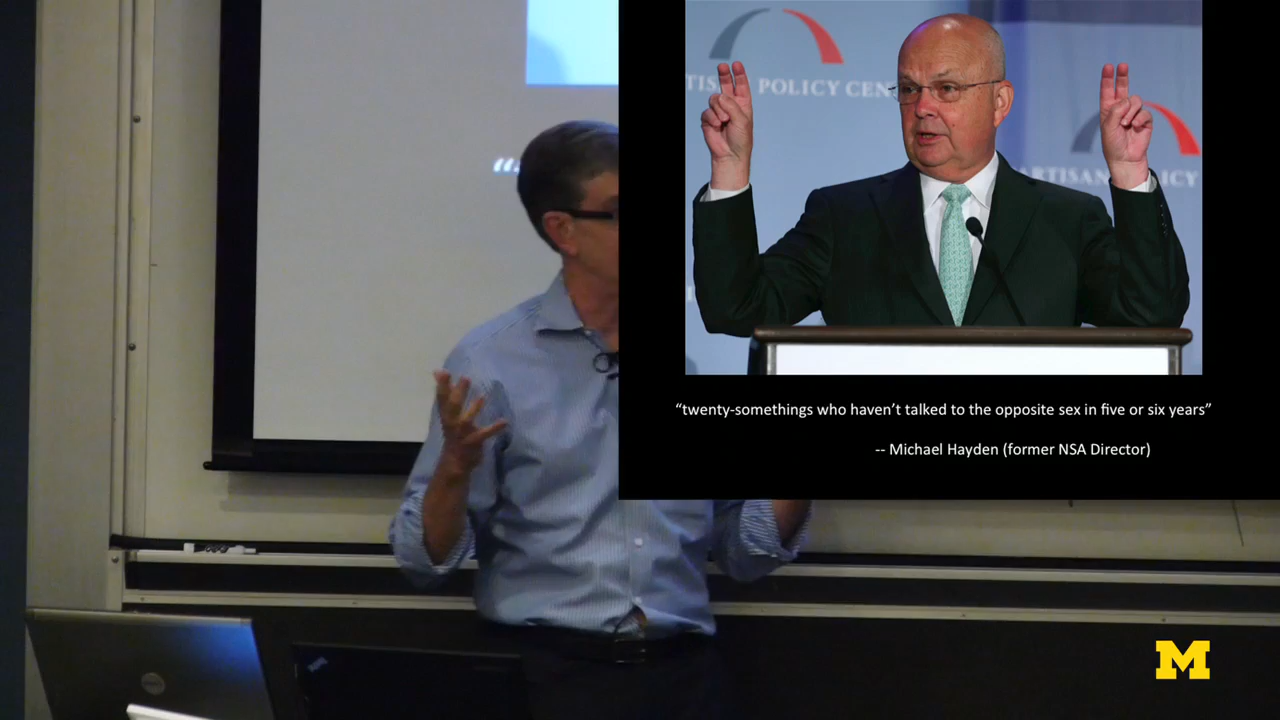 POLICY CEN
ARTISAN POLICY
“twenty-somethings who haven’t talked to the opposite sex in five or six years”
-- Michael Hayden (former NSA Director)
M